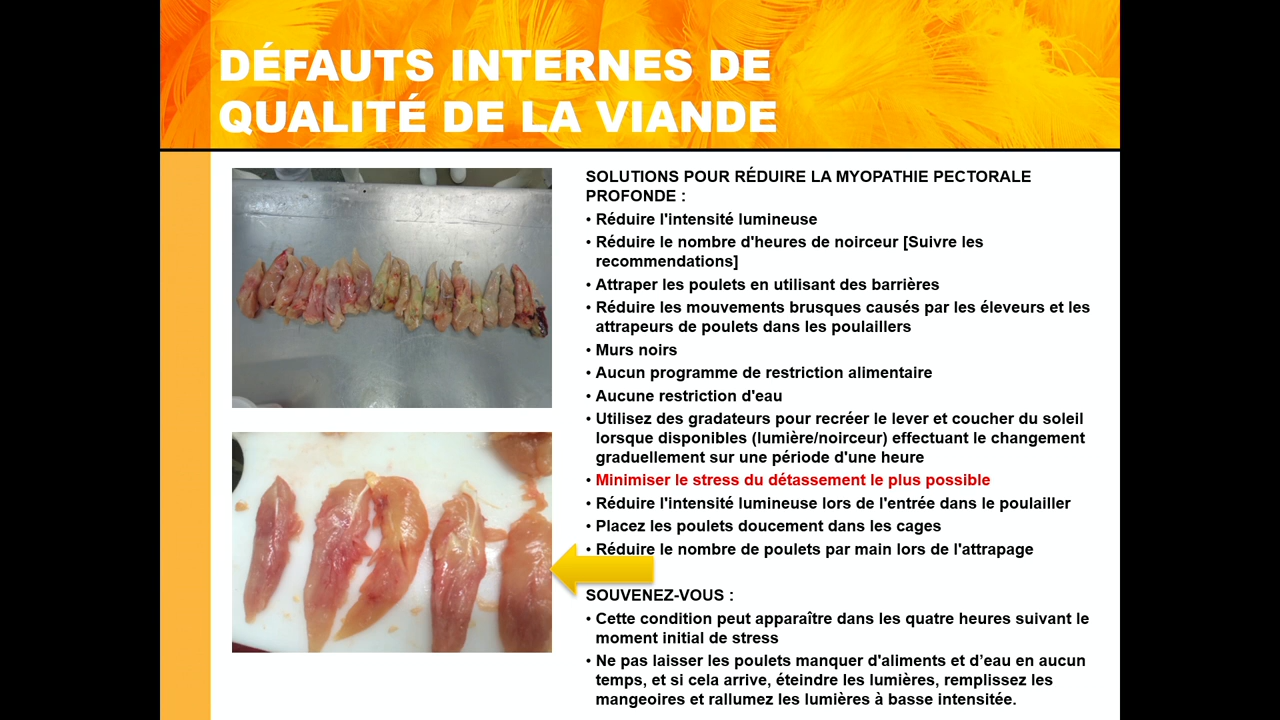 DÉFAUTS INTERNES DE
QUALITÉ DE LA VIANDE
SOLUTIONS POUR RÉDUIRE LA MYOPATHIE PECTORALE
PROFONDE :
• Réduire l'intensité lumineuse
• Réduire le nombre d'heures de noirceur [Suivre les
recommendations]
• Attraper les poulets en utilisant des barrières
• Réduire les mouvements brusques causés par les éleveurs et les
attrapeurs de poulets dans les poulaillers
• Murs noirs
• Aucun programme de restriction alimentaire
• Aucune restriction d'eau
• Utilisez des gradateurs pour recréer le lever et coucher du soleil
lorsque disponibles (lumière/noirceur) effectuant le changement
graduellement sur une période d'une heure
• Minimiser le stress du détassement le plus possible
• Réduire l'intensité lumineuse lors de l'entrée dans le poulailler
• Placez les poulets doucement dans les cages
• Réduire le nombre de poulets par main lors de l'attrapage
SOUVENEZ-VOUS :
• Cette condition peut apparaître dans les quatre heures suivant le
moment initial de stress
• Ne pas laisser les poulets manquer d'aliments et d’eau en aucun
temps, et si cela arrive, éteindre les lumières, remplissez les
mangeoires et rallumez les lumières à basse intensitée.